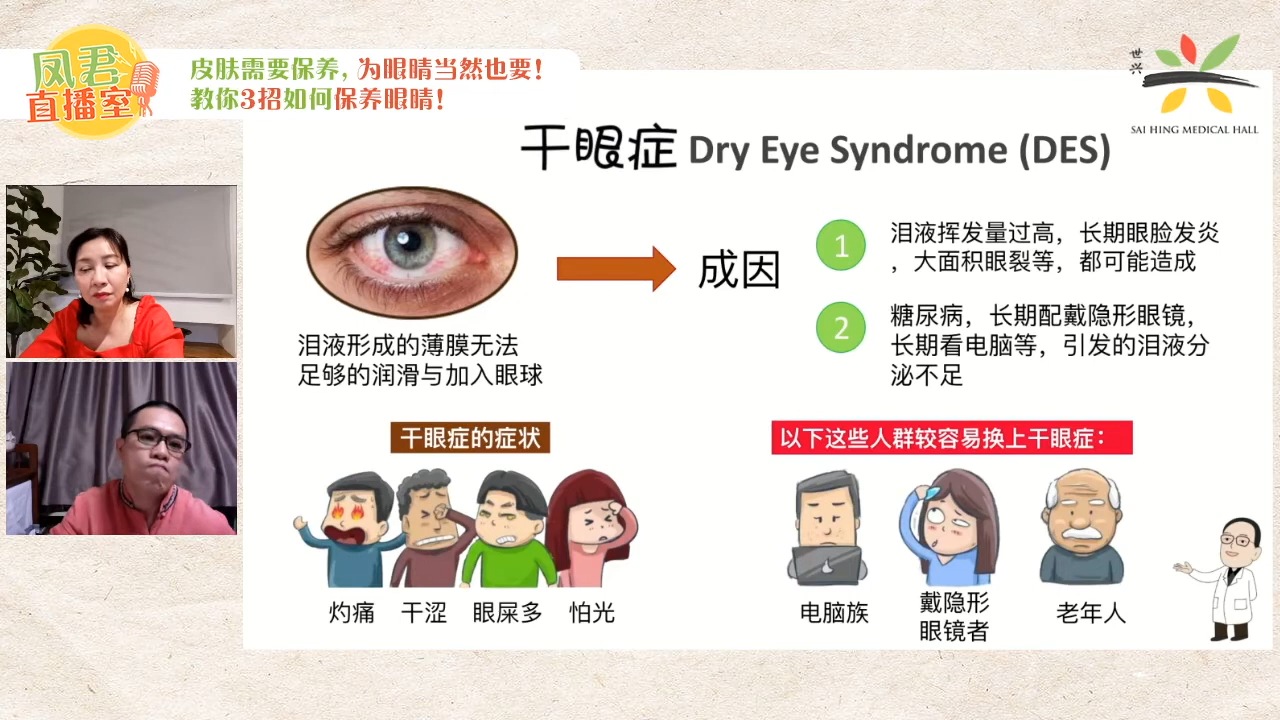 凤君
直播室
皮肤需要保养, 为眼睛当然也要!
教你3招如何保养眼睛!
世兴
SAI HING MEDICAL HALL
干眼症 Dry Eye Syndrome (DES)
泪液形成的薄膜无法
足够的润滑与加入眼球
成因
1
泪液挥发量过高，长期眼脸发炎
，大面积眼裂等，都可能造成
2
糖尿病，长期配戴隐形眼镜，
长期看电脑等，引发的泪液分
泌不足
干眼症的症状
灼痛 干涩 眼屎多 怕光
以下这些人群较容易换上干眼症：
电脑族
戴隐形
眼镜者
老年人